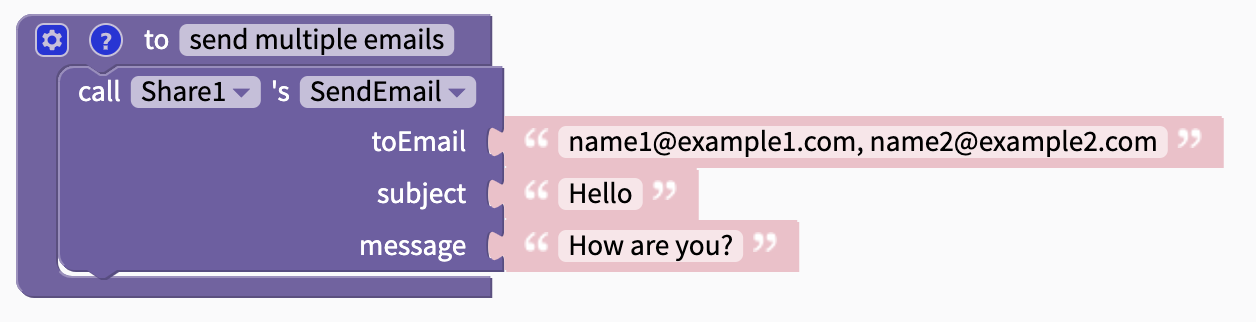 ? to send multiple emails
call Share1 's SendEmail
toEmail “ name1@example1.com, name2@example2.com ”
subject “ Hello ”
message “ How are you? ”